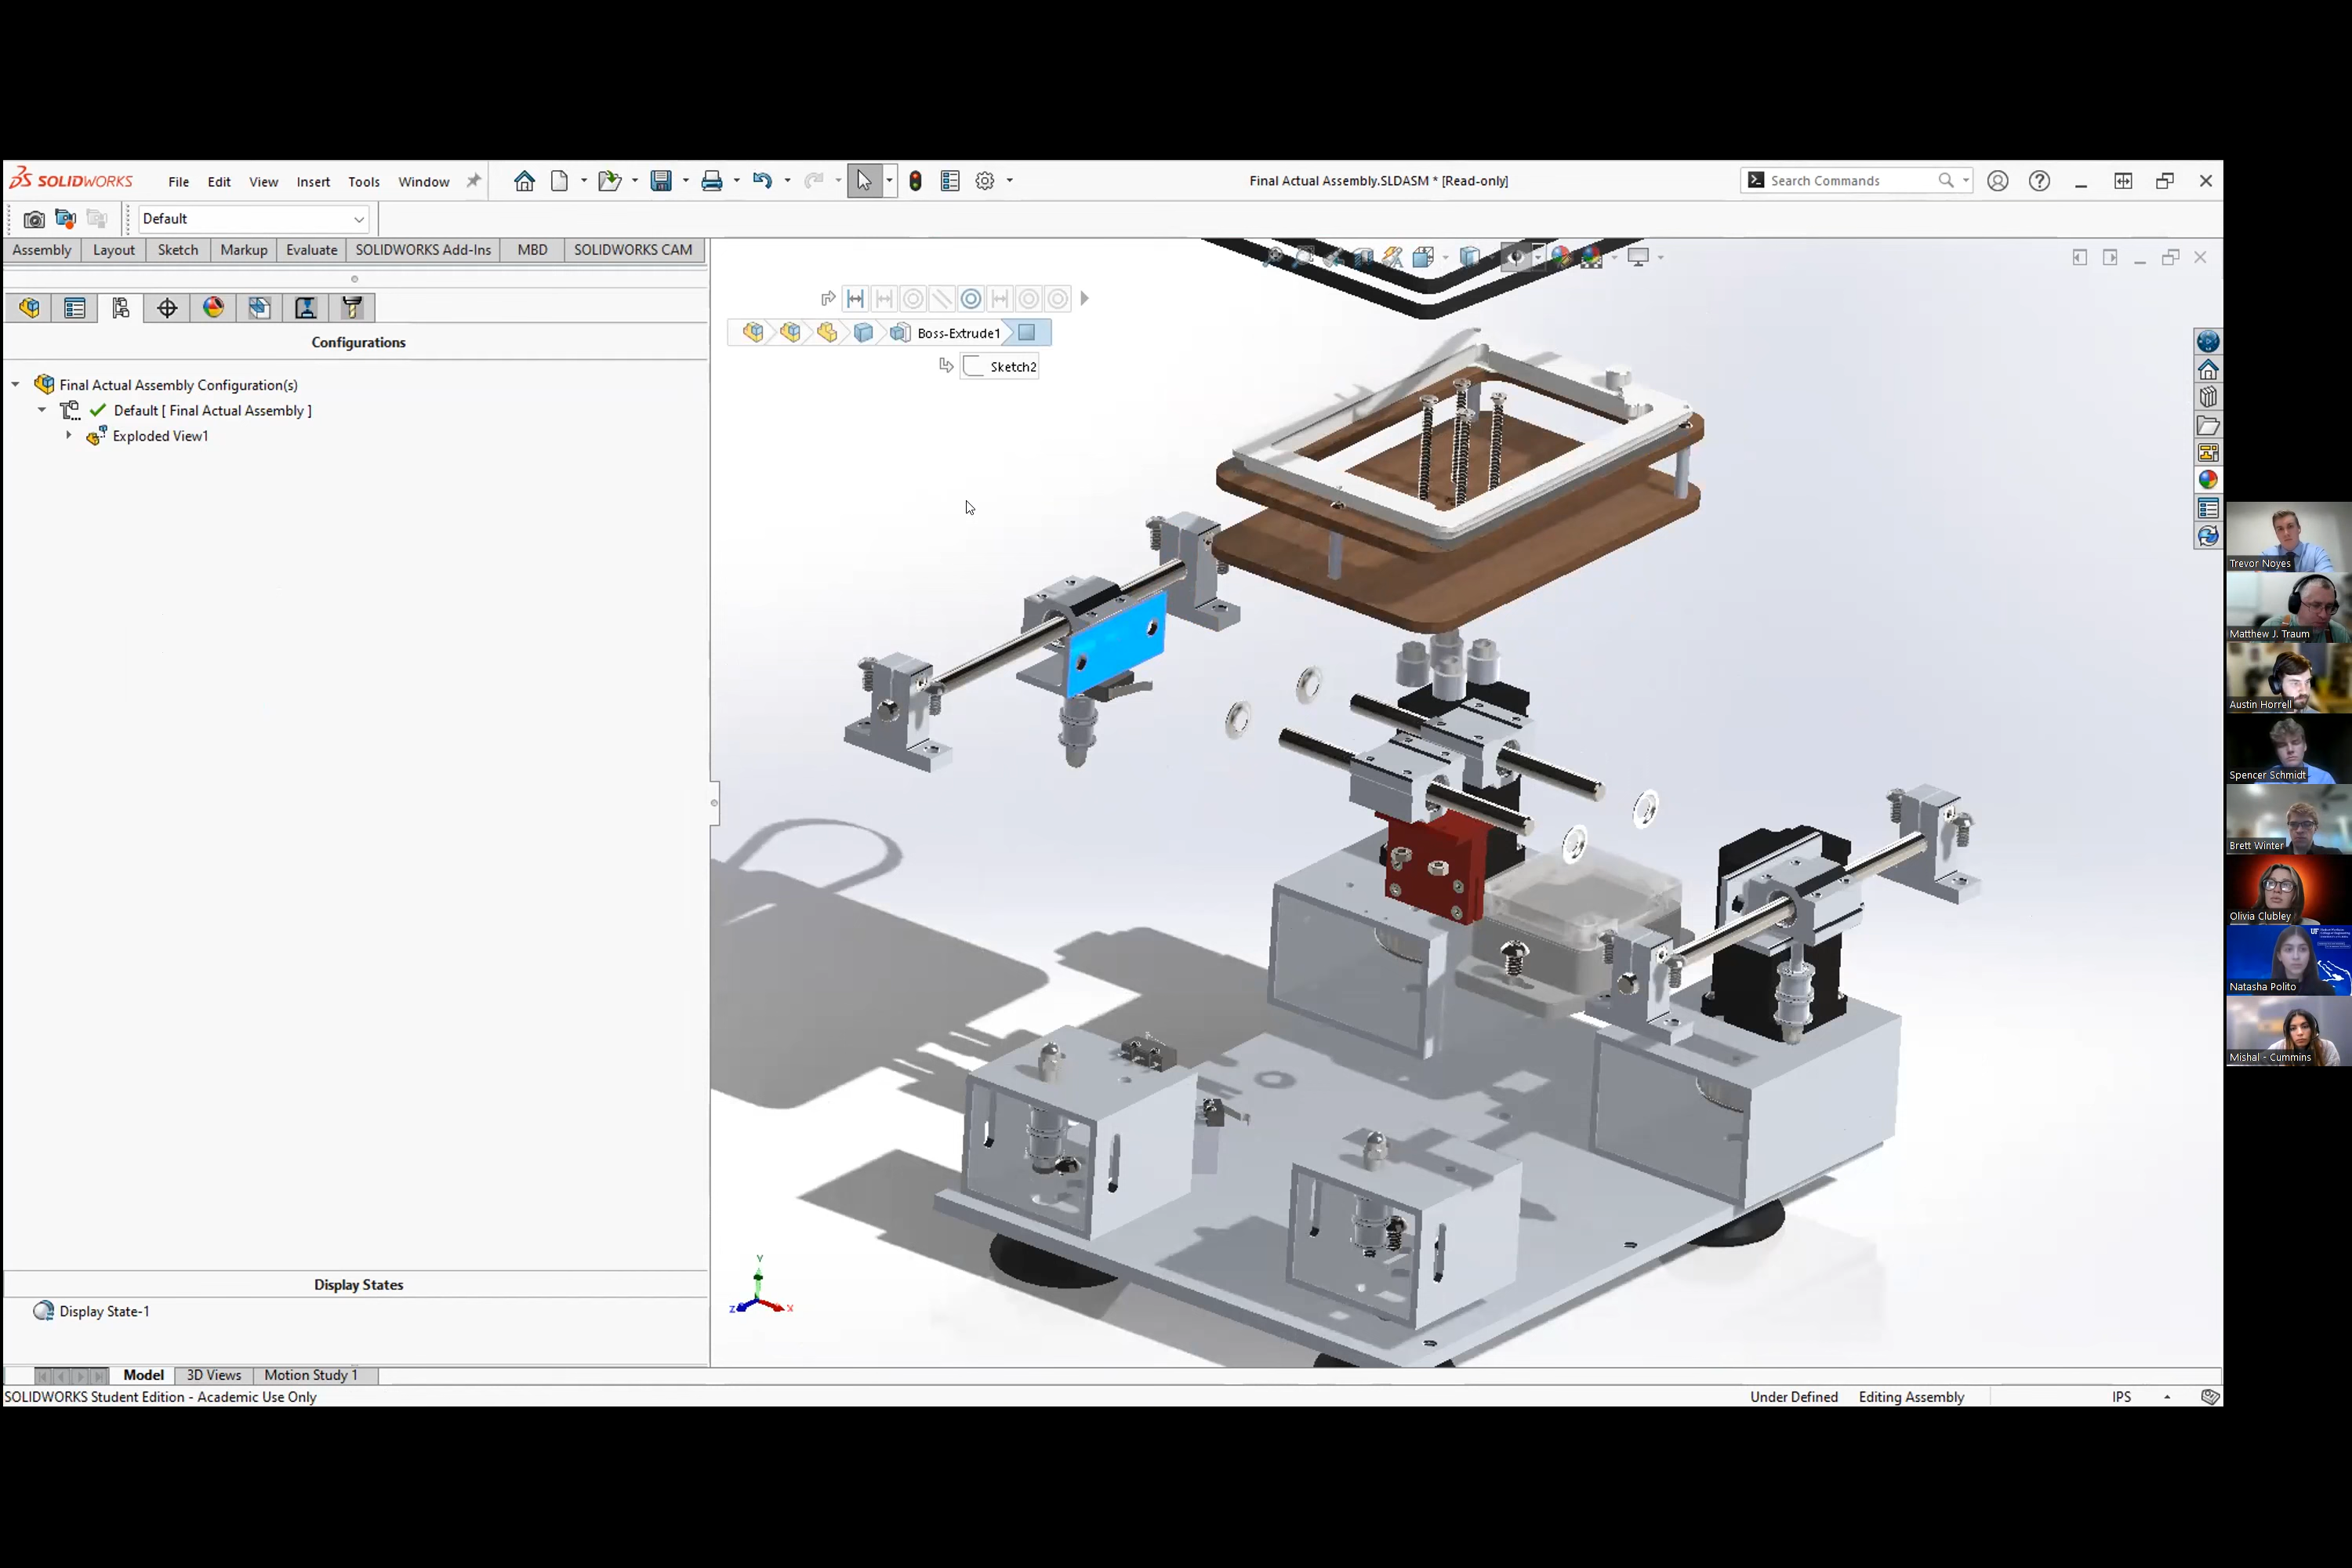 SOLIDWORKS File Edit View Insert Tools Window Final Actual Assembly.SLDASM * [Read-only] Search Commands
Default
Assembly Layout Sketch Markup Evaluate SOLIDWORKS Add-Ins MBD SOLIDWORKS CAM
Configurations
Final Actual Assembly Configuration(s)
Default [ Final Actual Assembly ]
Exploded View1
Boss-Extrude1
Sketch2
Y
Z
X
Display States
Display State-1
Model 3D Views Motion Study 1
SOLIDWORKS Student Edition - Academic Use Only Under Defined Editing Assembly IPS
Trevor Noyes
Matthew J. Traum
Austin Horrell
Spencer Schmidt
Brett Winter
Olivia Clubley
UF
Natasha Polito
Mishal - Cummins